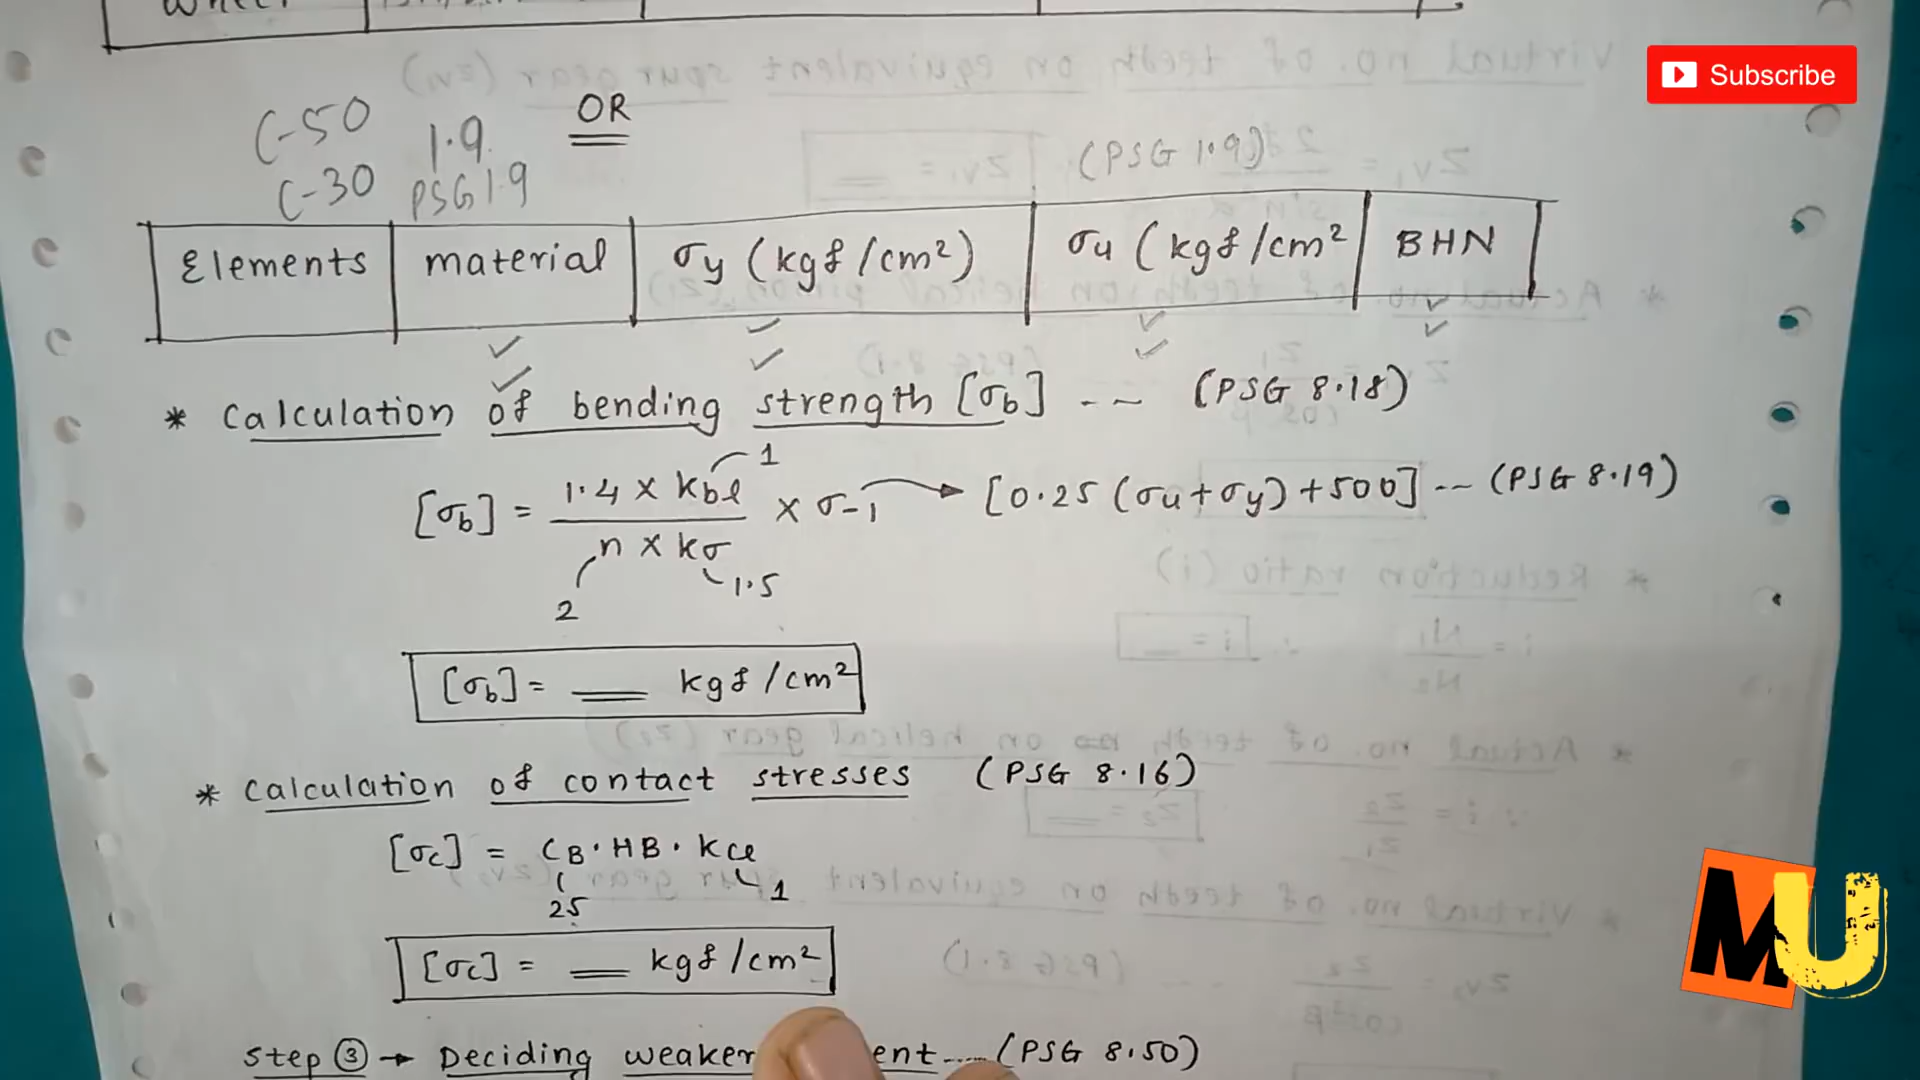 Wheel
Subscribe
OR
C-50 1.9
C-30 PSG 1.9
(PSG 1.9)
Elements material σy (kgf/cm²) σu (kgf/cm² BHN
* Calculation of bending strength [σb] -- (PSG 8.18)
[σb] = 1.4 × kbl / n × kσ × σ-1 → [0.25 (σu+σy) +500] -- (PSG 8.19)
1
2
1.5
[σb] = __ kgf/cm²
* Calculation of contact stresses (PSG 8.16)
[σc] = CB · HB · kcl
25 1
[σc] = __ kgf/cm²
Step ③ → Deciding weaker ent.... (PSG 8.50)
MU